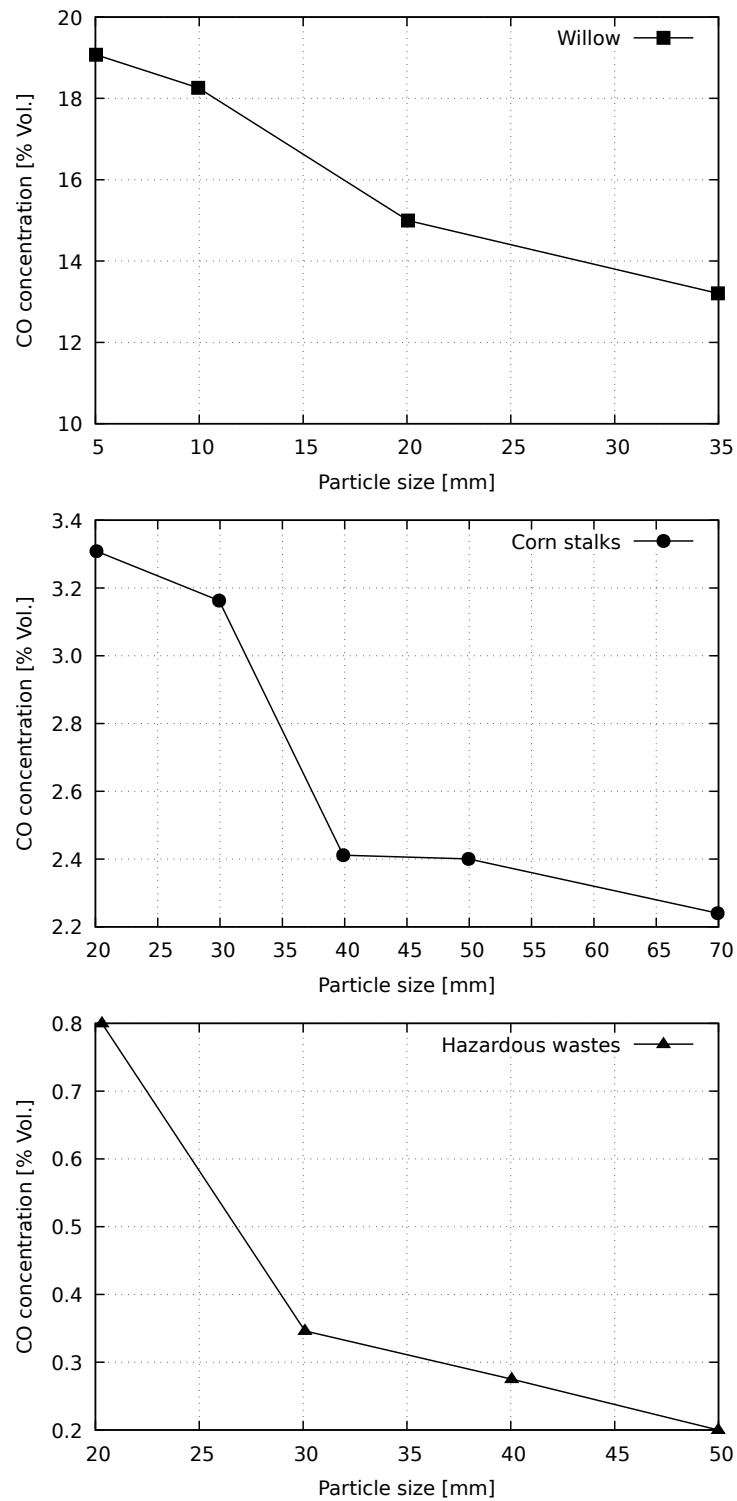 20
18
16
14
12
10
CO concentration [% Vol.]
Willow
5 10 15 20 25 30 35
Particle size [mm]
3.4
3.2
3.0
2.8
2.6
2.4
2.2
CO concentration [% Vol.]
Corn stalks
20 25 30 35 40 45 50 55 60 65 70
Particle size [mm]
0.8
0.7
0.6
0.5
0.4
0.3
0.2
CO concentration [% Vol.]
Hazardous wastes
20 25 30 35 40 45 50
Particle size [mm]